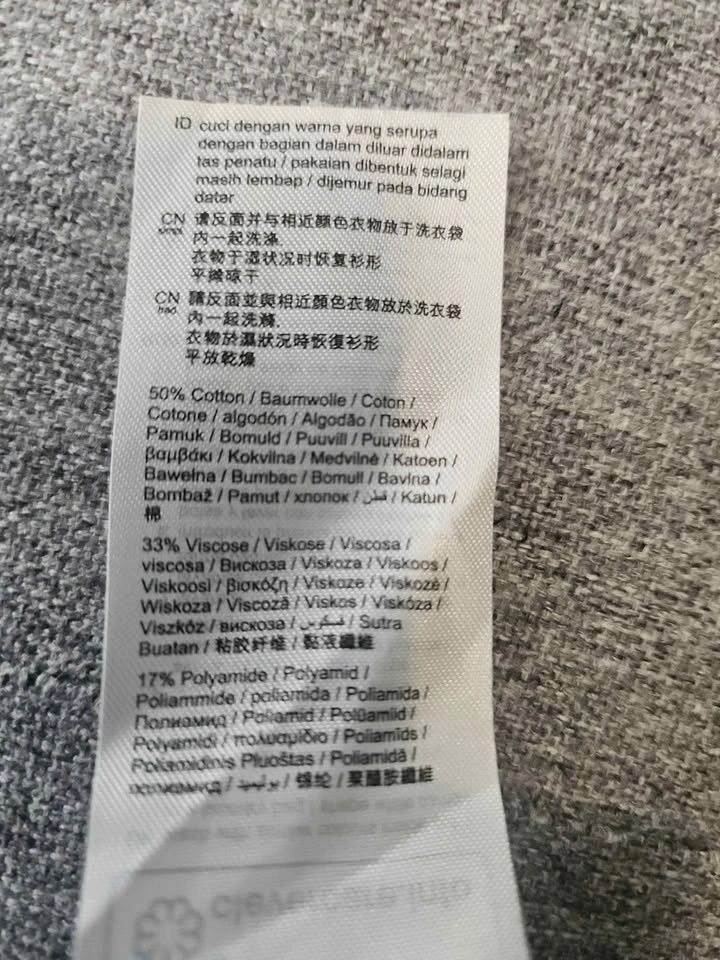 ID cuci dengan warna yang serupa
dengan bagian dalam diluar didalam
tas penatu / pakaian dibentuk selagi
masih lembap / dijemur pada bidang
datar
CN simpl. 请反面并与相近颜色衣物放于洗衣袋
内一起洗涤.
衣物于湿状况时恢复衫形
平摊晾干
CN trad. 請反面並與相近顏色衣物放於洗衣袋
內一起洗滌.
衣物於濕狀況時恢復衫形
平放乾燥
50% Cotton / Baumwolle / Coton /
Cotone / algodón / Algodão / Памук /
Pamuk / Bomuld / Puuvill / Puuvilla /
βαμβάκι / Kokvilna / Medvilnė / Katoen /
Bawełna / Bumbac / Bomull / Bavlna /
Bombaž / Pamut / хлопок / قطن / Katun /
棉
33% Viscose / Viskose / Viscosa /
viscosa / Вискоза / Viskoza / Viskoos /
Viskoosi / βισκόζη / Viskoze / Viskozė /
Wiskoza / Viscoză / Viskos / Viskóza /
Viszkóz / вискоза / فسكوس / Sutra
Buatan / 粘胶纤维 / 黏液纖維
17% Polyamide / Polyamid /
Poliammide / poliamida / Poliamida /
Полиамид / Poliamid / Polüamiid /
Polyamidi / πολυαμίδιο / Poliamīds /
Poliamidinis Pluoštas / Poliamidă /
полиамид / / 锦纶 / 聚醯胺纖維
clevercare.info